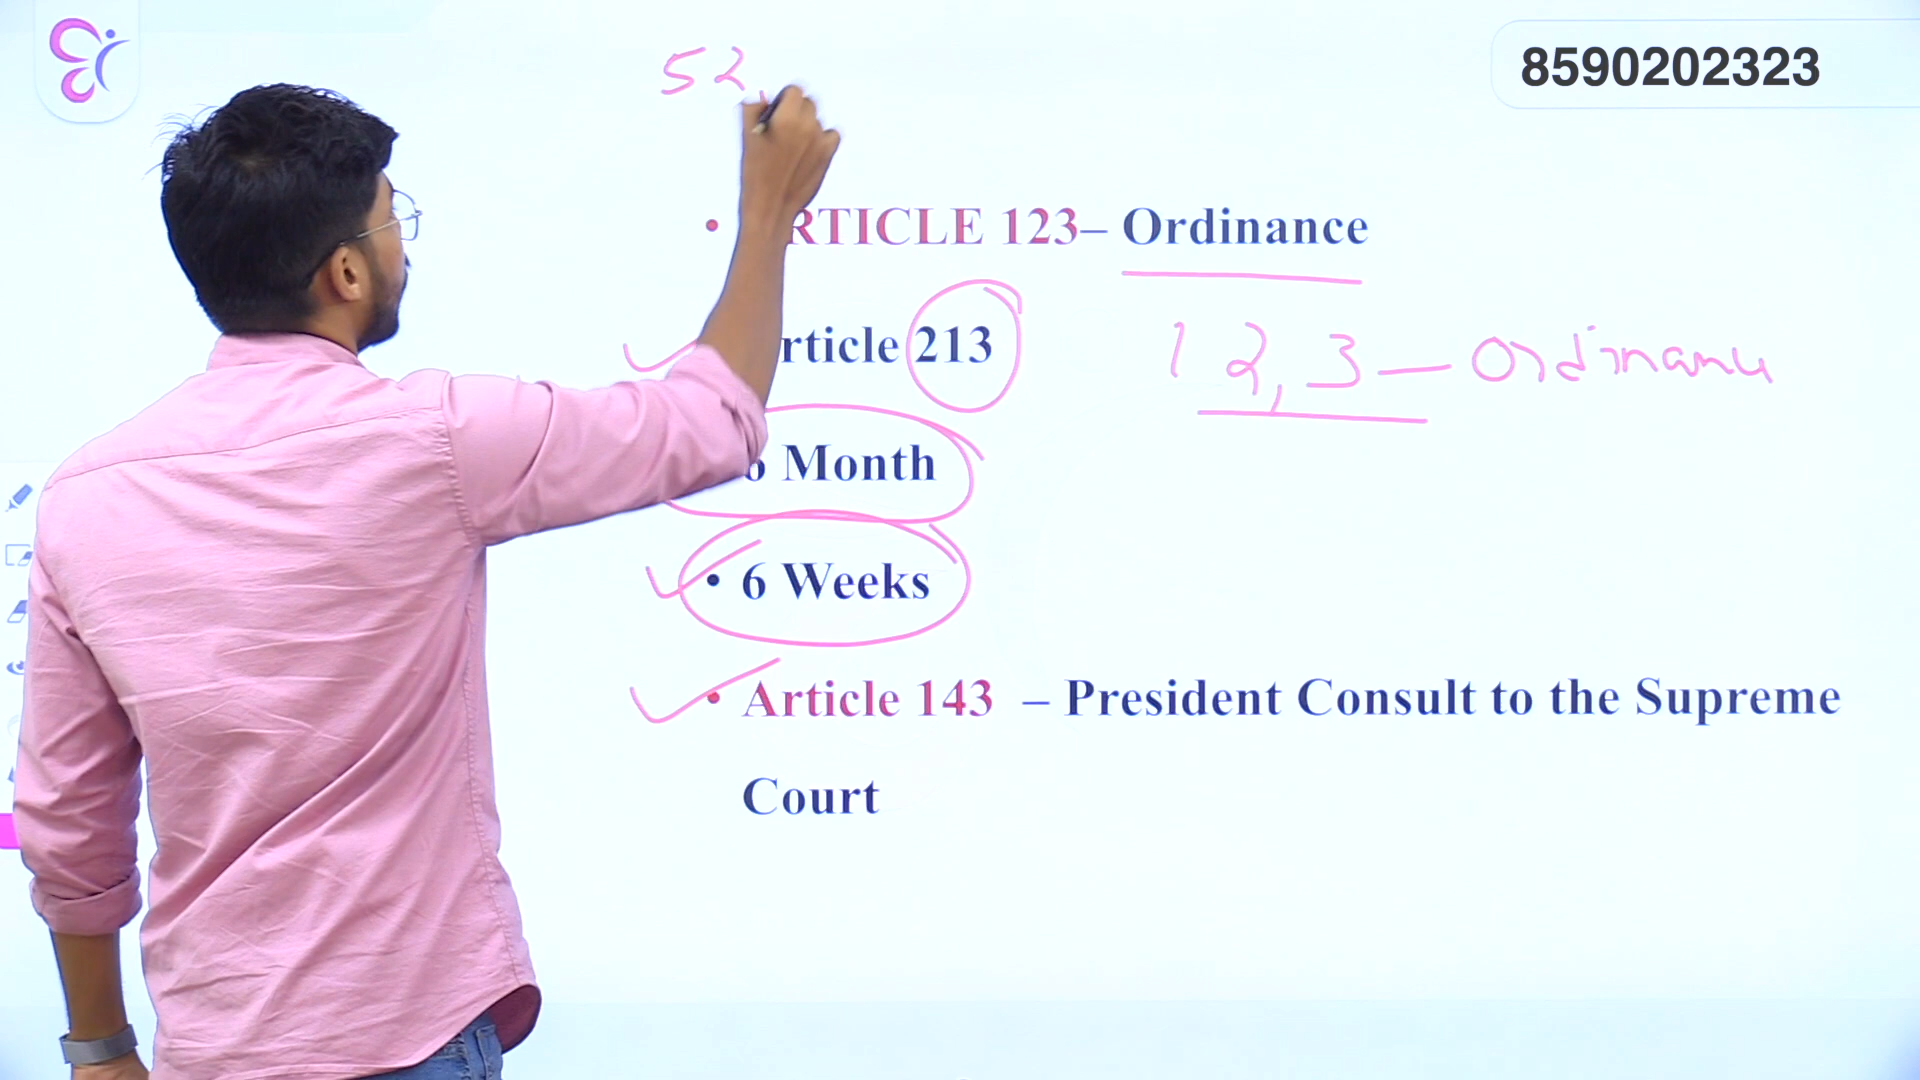 8590202323
52,
RTICLE 123– Ordinance
rticle 213
1 2,3 – Ordinance
6 Month
• 6 Weeks
• Article 143 – President Consult to the Supreme
Court